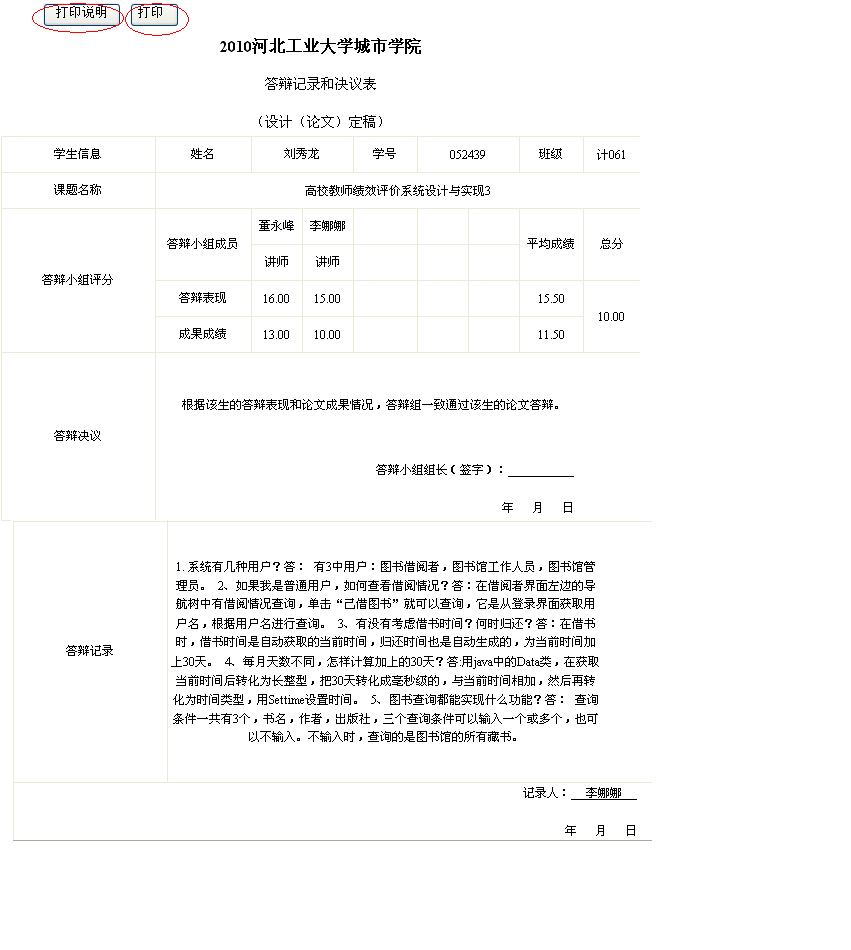 打印说明 打印
2010河北工业大学城市学院
答辩记录和决议表
（设计（论文）定稿）
学生信息 姓名 刘秀龙 学号 052439 班级 计061
课题名称 高校教师绩效评价系统设计与实现3
答辩小组评分 答辩小组成员 董永峰 李娜娜 平均成绩 总分
讲师 讲师
答辩表现 16.00 15.00 15.50 10.00
成果成绩 13.00 10.00 11.50
答辩决议 根据该生的答辩表现和论文成果情况，答辩组一致通过该生的论文答辩。
答辩小组组长（签字）：
年 月 日
答辩记录
1. 系统有几种用户？答： 有3中用户：图书借阅者，图书馆工作人员，图书馆管
理员。 2、如果我是普通用户，如何查看借阅情况？答：在借阅者界面左边的导
航树中有借阅情况查询，单击“己借图书”就可以查询，它是从登录界面获取用
户名，根据用户名进行查询。 3、有没有考虑借书时间？何时归还？答：在借书
时，借书时间是自动获取的当前时间，归还时间也是自动生成的，为当前时间加
上30天。 4、每月天数不同，怎样计算加上的30天？答:用java中的Data类，在获取
当前时间后转化为长整型，把30天转化成毫秒级的，与当前时间相加，然后再转
化为时间类型，用Settime设置时间。 5、图书查询都能实现什么功能？答： 查询
条件一共有3个，书名，作者，出版社，三个查询条件可以输入一个或多个，也可
以不输入。不输入时，查询的是图书馆的所有藏书。
记录人： 李娜娜
年 月 日